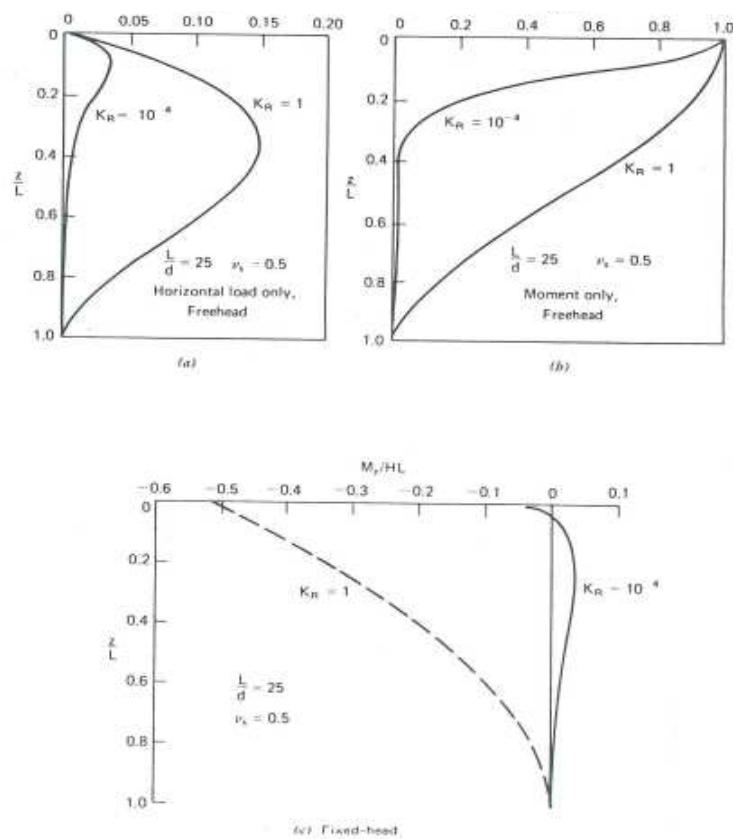 0 0.05 0.10 0.15 0.20
0
0.2
0.4
0.6
0.8
1.0
z/L
K_R = 10⁻⁴
K_R = 1
L/d = 25 ν_s = 0.5
Horizontal load only,
Freehead
(a)
0 0.2 0.4 0.6 0.8 1.0
0
0.2
0.4
0.6
0.8
1.0
z/L
K_R = 10⁻⁴
K_R = 1
L/d = 25 ν_s = 0.5
Moment only,
Freehead
(b)
M_z/HL
−0.6 −0.5 −0.4 −0.3 −0.2 −0.1 0 0.1
0
0.2
0.4
0.6
0.8
1.0
z/L
K_R = 1
K_R = 10⁻⁴
L/d = 25
ν_s = 0.5
(c) Fixed-head